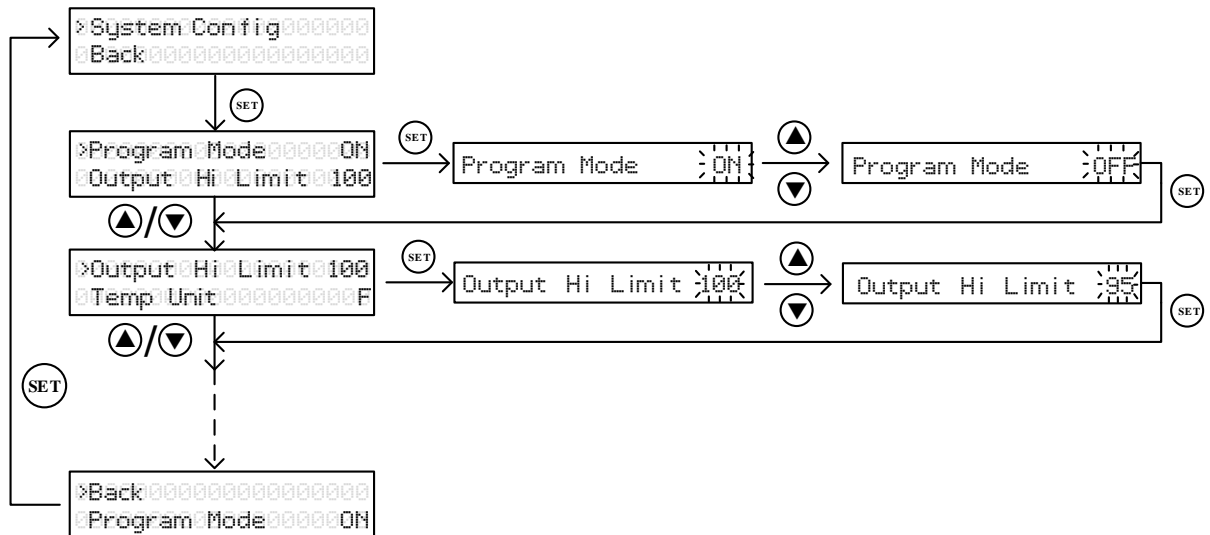 >System Config
Back
SET
>Program Mode ON
Output Hi Limit 100
SET
Program Mode ON
Program Mode OFF
SET
/
>Output Hi Limit 100
Temp Unit F
SET
Output Hi Limit 100
Output Hi Limit 95
SET
/
SET
>Back
Program Mode ON